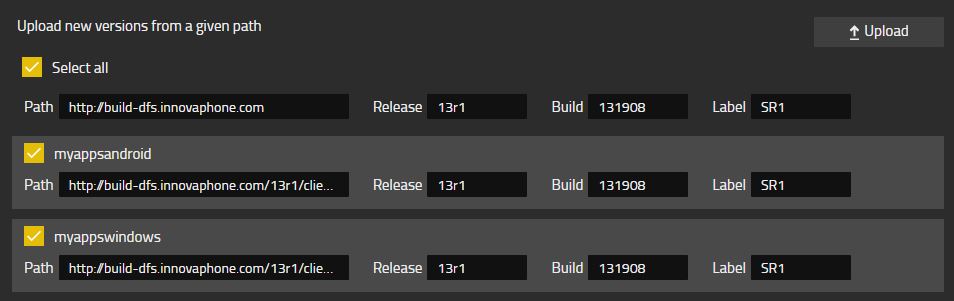 Upload new versions from a given path
Upload
Select all
Path http://build-dfs.innovaphone.com Release 13r1 Build 131908 Label SR1
myappsandroid
Path http://build-dfs.innovaphone.com/13r1/clie... Release 13r1 Build 131908 Label SR1
myappswindows
Path http://build-dfs.innovaphone.com/13r1/clie... Release 13r1 Build 131908 Label SR1